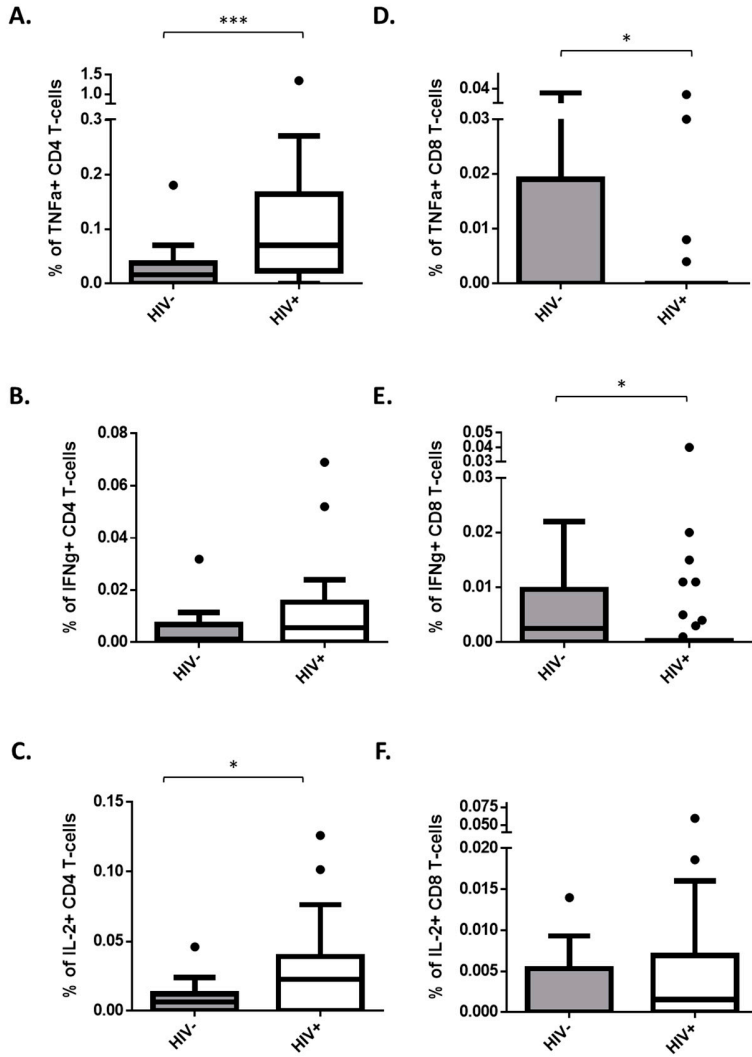 A.
***
% of TNFa+ CD4 T-cells
1.5
1.0
0.3
0.2
0.1
0.0
HIV-
HIV+
D.
*
% of TNFa+ CD8 T-cells
0.04
0.03
0.02
0.01
0.00
HIV-
HIV+
B.
% of IFNg+ CD4 T-cells
0.08
0.06
0.04
0.02
0.00
HIV-
HIV+
E.
*
% of IFNg+ CD8 T-cells
0.05
0.04
0.03
0.03
0.02
0.01
0.00
HIV-
HIV+
C.
*
% of IL-2+ CD4 T-cells
0.15
0.10
0.05
0.00
HIV-
HIV+
F.
% of IL-2+ CD8 T-cells
0.075
0.050
0.020
0.015
0.010
0.005
0.000
HIV-
HIV+